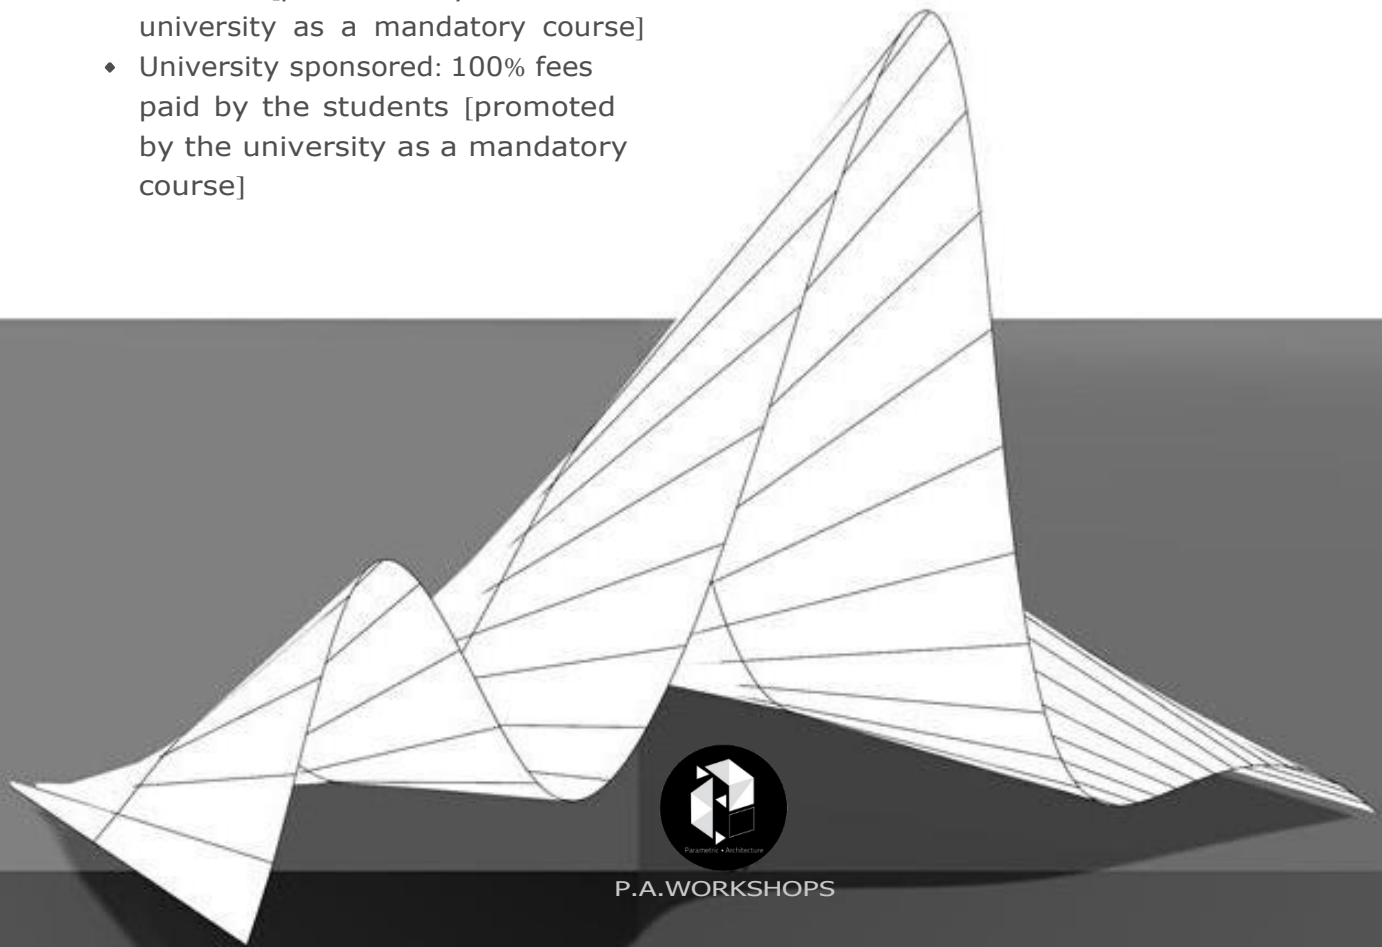 university as a mandatory course]
• University sponsored: 100% fees
paid by the students [promoted
by the university as a mandatory
course]
Parametric • Architecture
P.A.WORKSHOPS